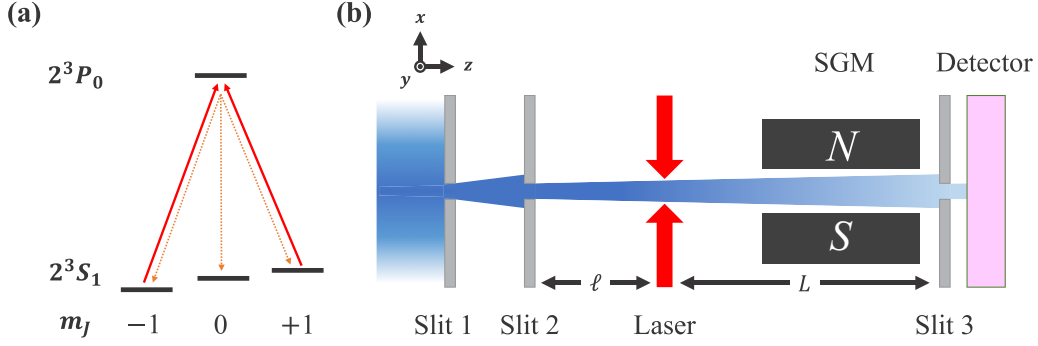 (a)
2³P₀
2³S₁
m_J −1 0 +1
(b)
x
y z
SGM Detector
N
S
ℓ L
Slit 1 Slit 2 Laser Slit 3